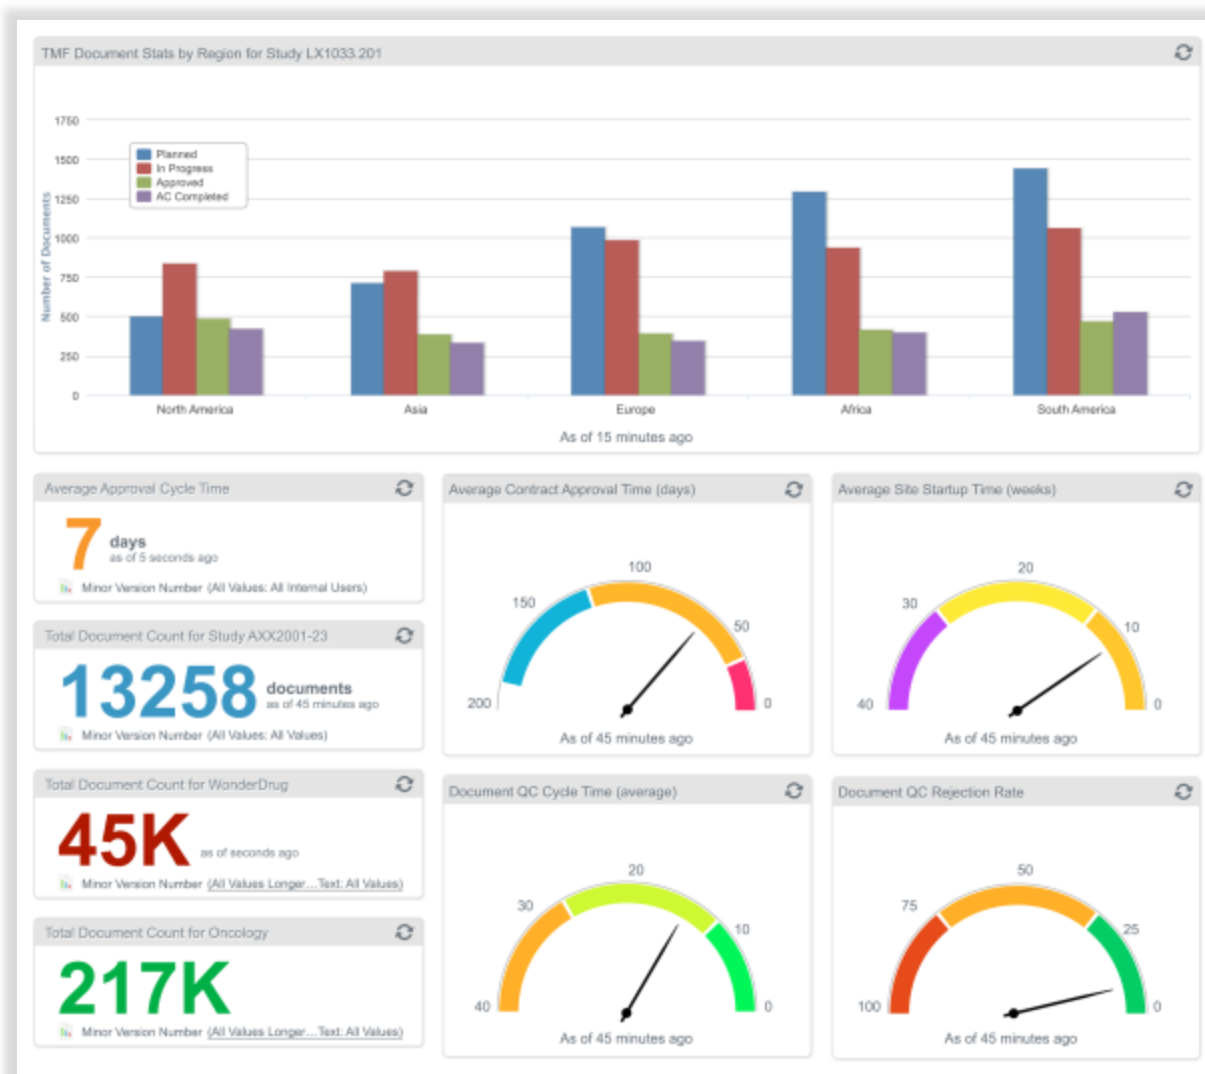 TMF Document Stats by Region for Study LX1033.201
1750
1500
1250
1000
750
500
250
0
Number of Documents
Planned
In Progress
Approved
AC Completed
North America
Asia
Europe
Africa
South America
As of 15 minutes ago
Average Approval Cycle Time
7 days
as of 5 seconds ago
Minor Version Number (All Values: All Internal Users)
Total Document Count for Study AXX2001-23
13258 documents
as of 45 minutes ago
Minor Version Number (All Values: All Values)
Total Document Count for WonderDrug
45K as of seconds ago
Minor Version Number (All Values Longer...Text: All Values)
Total Document Count for Oncology
217K
Minor Version Number (All Values Longer...Text: All Values)
Average Contract Approval Time (days)
100
150
50
200
0
As of 45 minutes ago
Average Site Startup Time (weeks)
20
30
10
40
0
As of 45 minutes ago
Document QC Cycle Time (average)
20
30
10
40
0
As of 45 minutes ago
Document QC Rejection Rate
50
75
25
100
0
As of 45 minutes ago